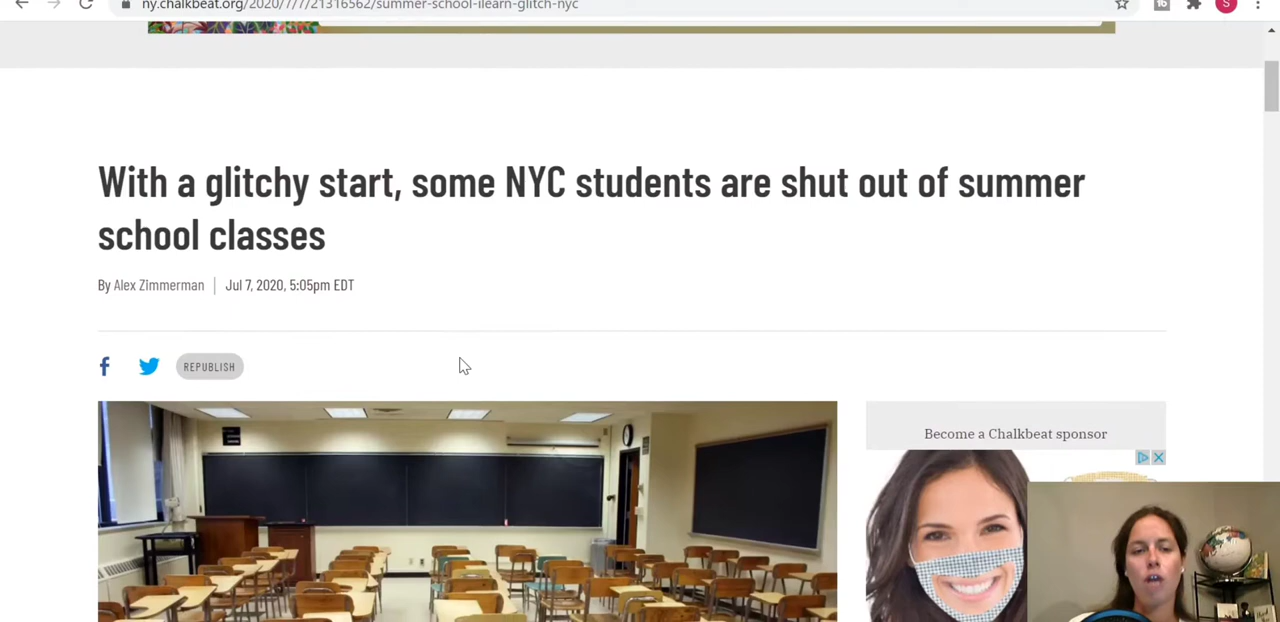 ny.chalkbeat.org/2020/7/7/21316562/summer-school-ilearn-glitch-nyc
With a glitchy start, some NYC students are shut out of summer
school classes
By Alex Zimmerman | Jul 7, 2020, 5:05pm EDT
REPUBLISH
Become a Chalkbeat sponsor
S